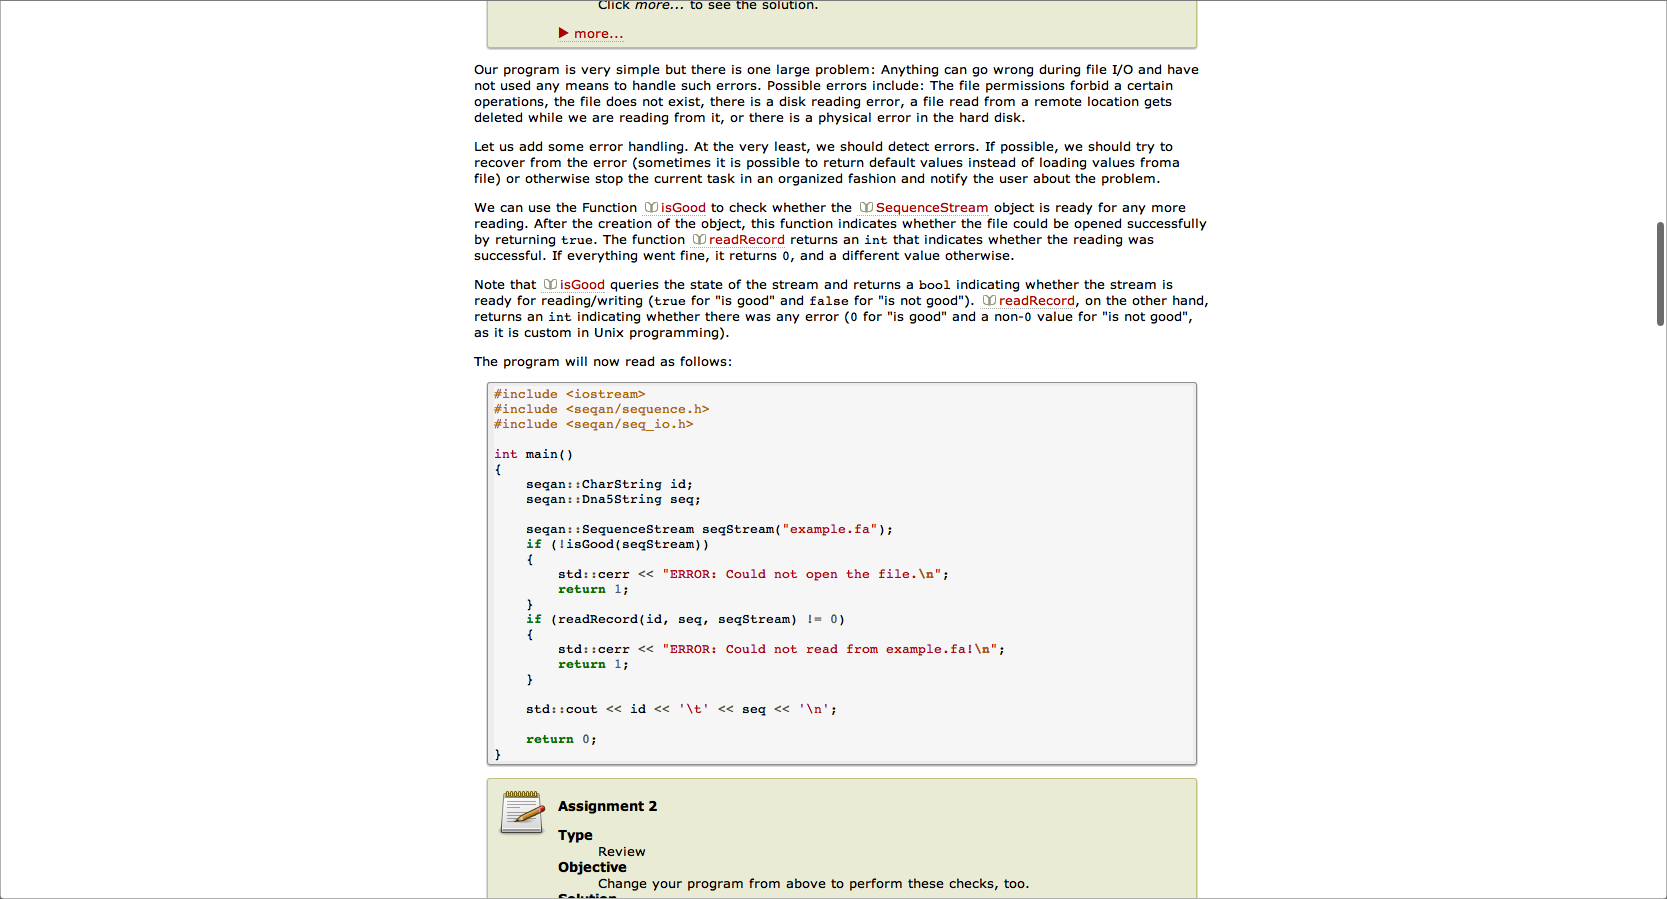 Click more... to see the solution.
▶ more...
Our program is very simple but there is one large problem: Anything can go wrong during file I/O and have
not used any means to handle such errors. Possible errors include: The file permissions forbid a certain
operations, the file does not exist, there is a disk reading error, a file read from a remote location gets
deleted while we are reading from it, or there is a physical error in the hard disk.
Let us add some error handling. At the very least, we should detect errors. If possible, we should try to
recover from the error (sometimes it is possible to return default values instead of loading values froma
file) or otherwise stop the current task in an organized fashion and notify the user about the problem.
We can use the Function isGood to check whether the SequenceStream object is ready for any more
reading. After the creation of the object, this function indicates whether the file could be opened successfully
by returning true. The function readRecord returns an int that indicates whether the reading was
successful. If everything went fine, it returns 0, and a different value otherwise.
Note that isGood queries the state of the stream and returns a bool indicating whether the stream is
ready for reading/writing (true for "is good" and false for "is not good"). readRecord, on the other hand,
returns an int indicating whether there was any error (0 for "is good" and a non-0 value for "is not good",
as it is custom in Unix programming).
The program will now read as follows:
#include <iostream>
#include <seqan/sequence.h>
#include <seqan/seq_io.h>
int main()
{
    seqan::CharString id;
    seqan::Dna5String seq;
    seqan::SequenceStream seqStream("example.fa");
    if (!isGood(seqStream))
    {
        std::cerr << "ERROR: Could not open the file.\n";
        return 1;
    }
    if (readRecord(id, seq, seqStream) != 0)
    {
        std::cerr << "ERROR: Could not read from example.fa!\n";
        return 1;
    }
    std::cout << id << '\t' << seq << '\n';
    return 0;
}
Assignment 2
Type
Review
Objective
Change your program from above to perform these checks, too.
Solution